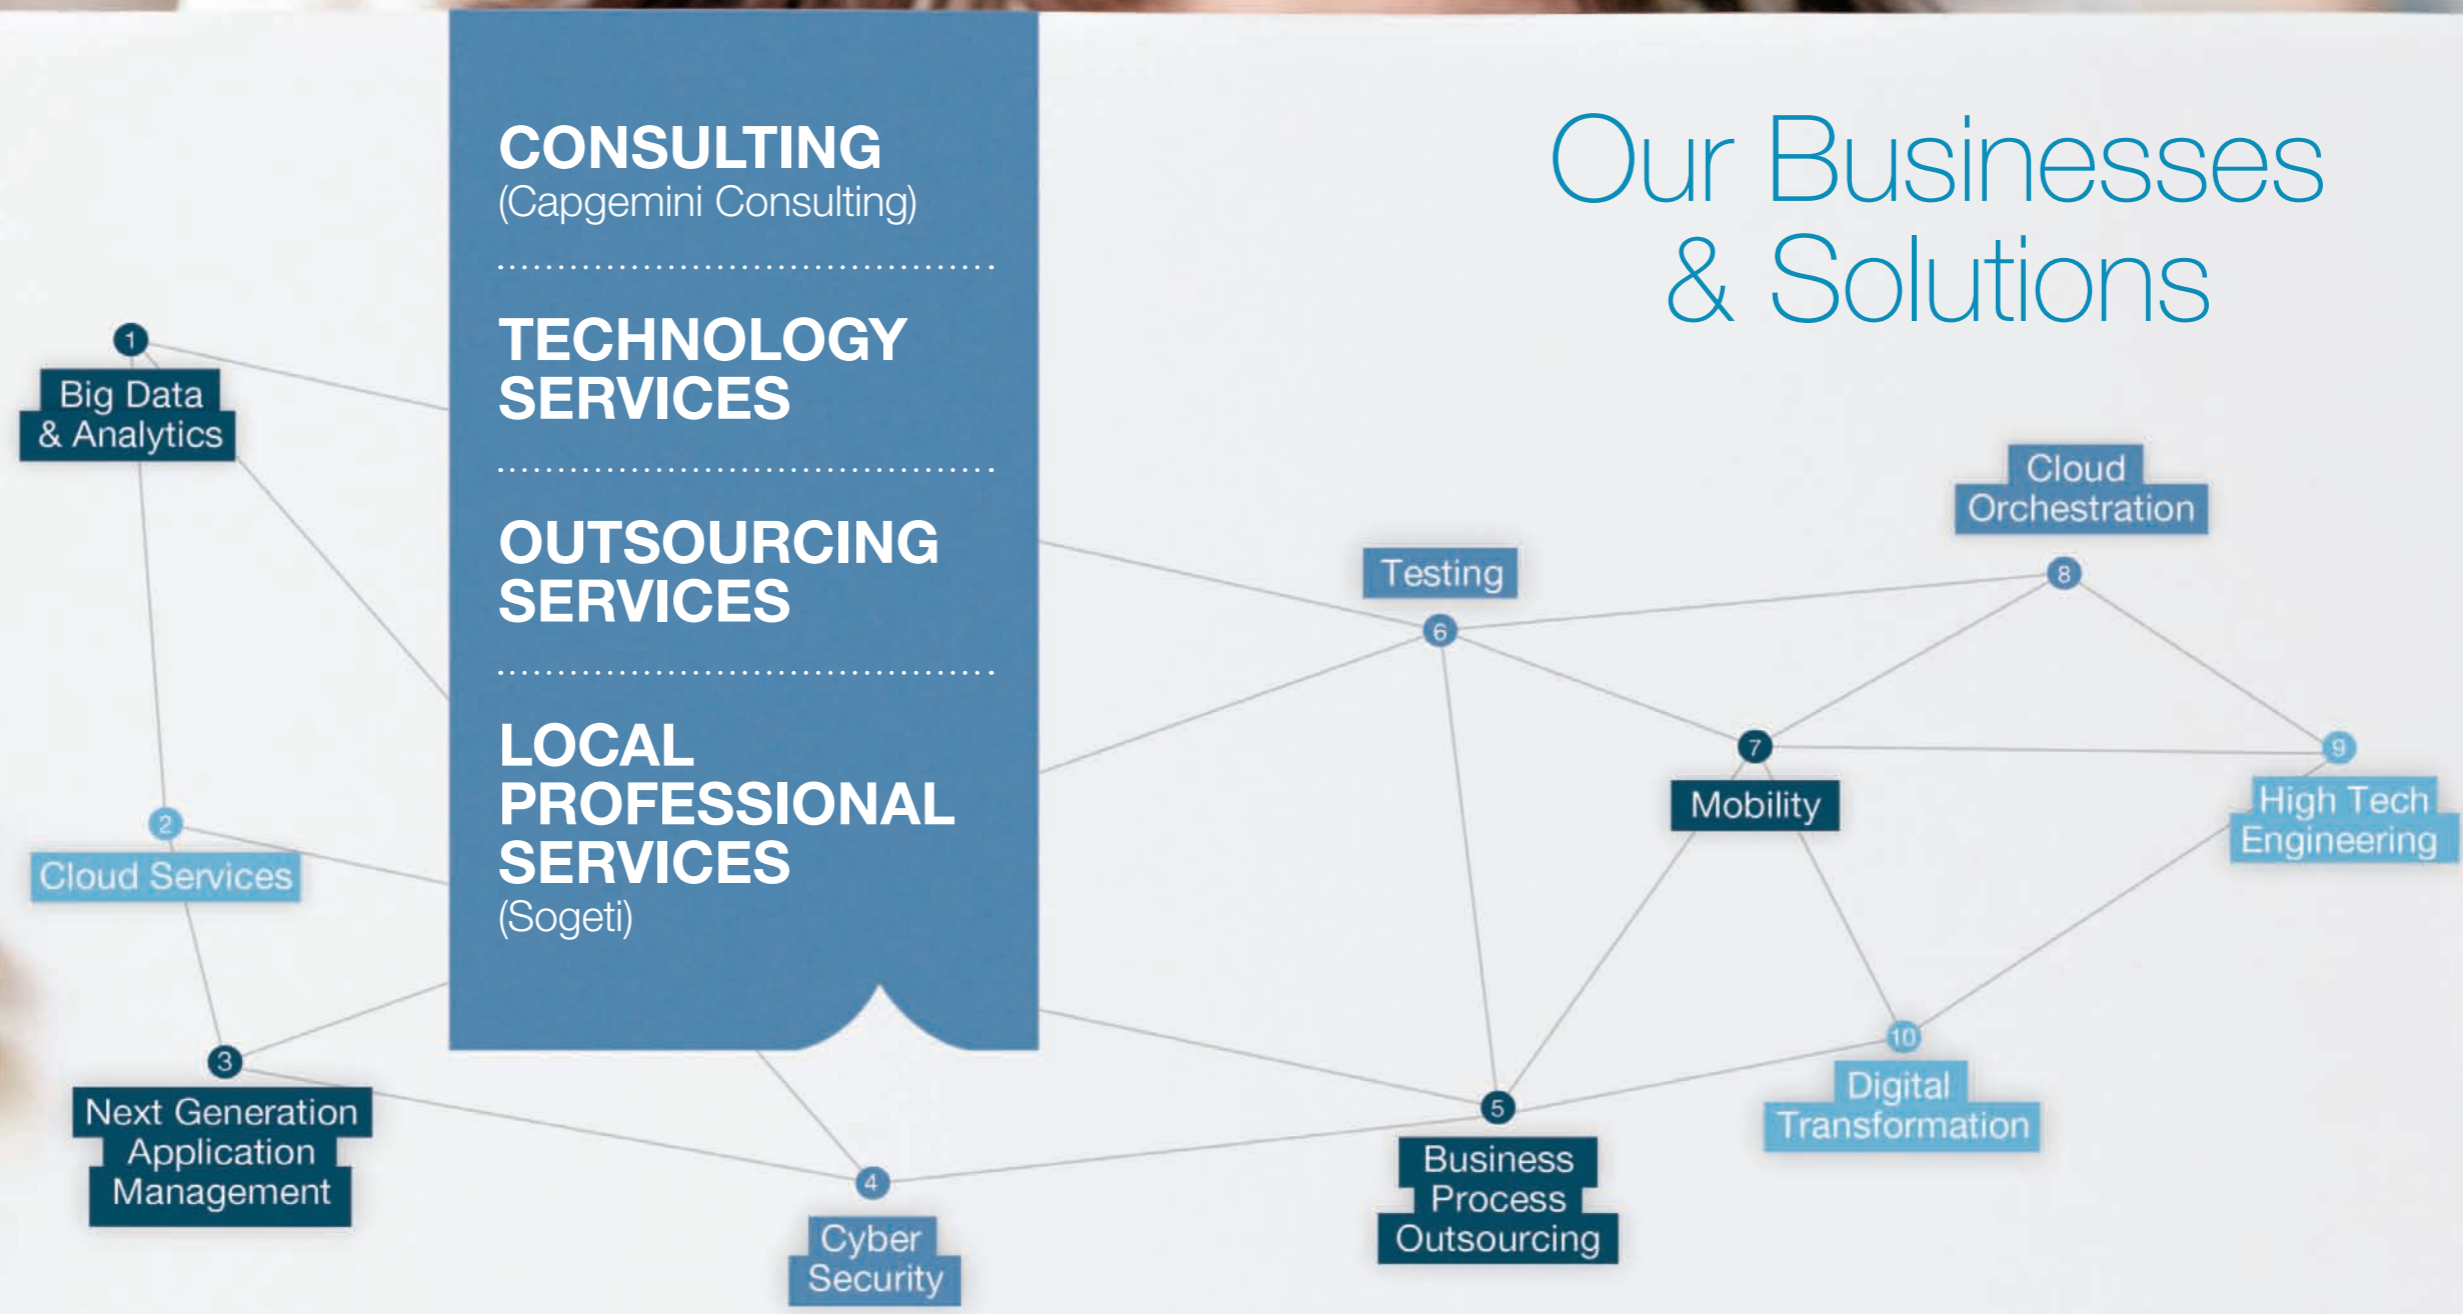 Our Businesses
& Solutions
CONSULTING
(Capgemini Consulting)
TECHNOLOGY
SERVICES
OUTSOURCING
SERVICES
LOCAL
PROFESSIONAL
SERVICES
(Sogeti)
1
Big Data
& Analytics
2
Cloud Services
3
Next Generation
Application
Management
4
Cyber
Security
5
Business
Process
Outsourcing
Testing
6
7
Mobility
Cloud
Orchestration
8
9
High Tech
Engineering
10
Digital
Transformation